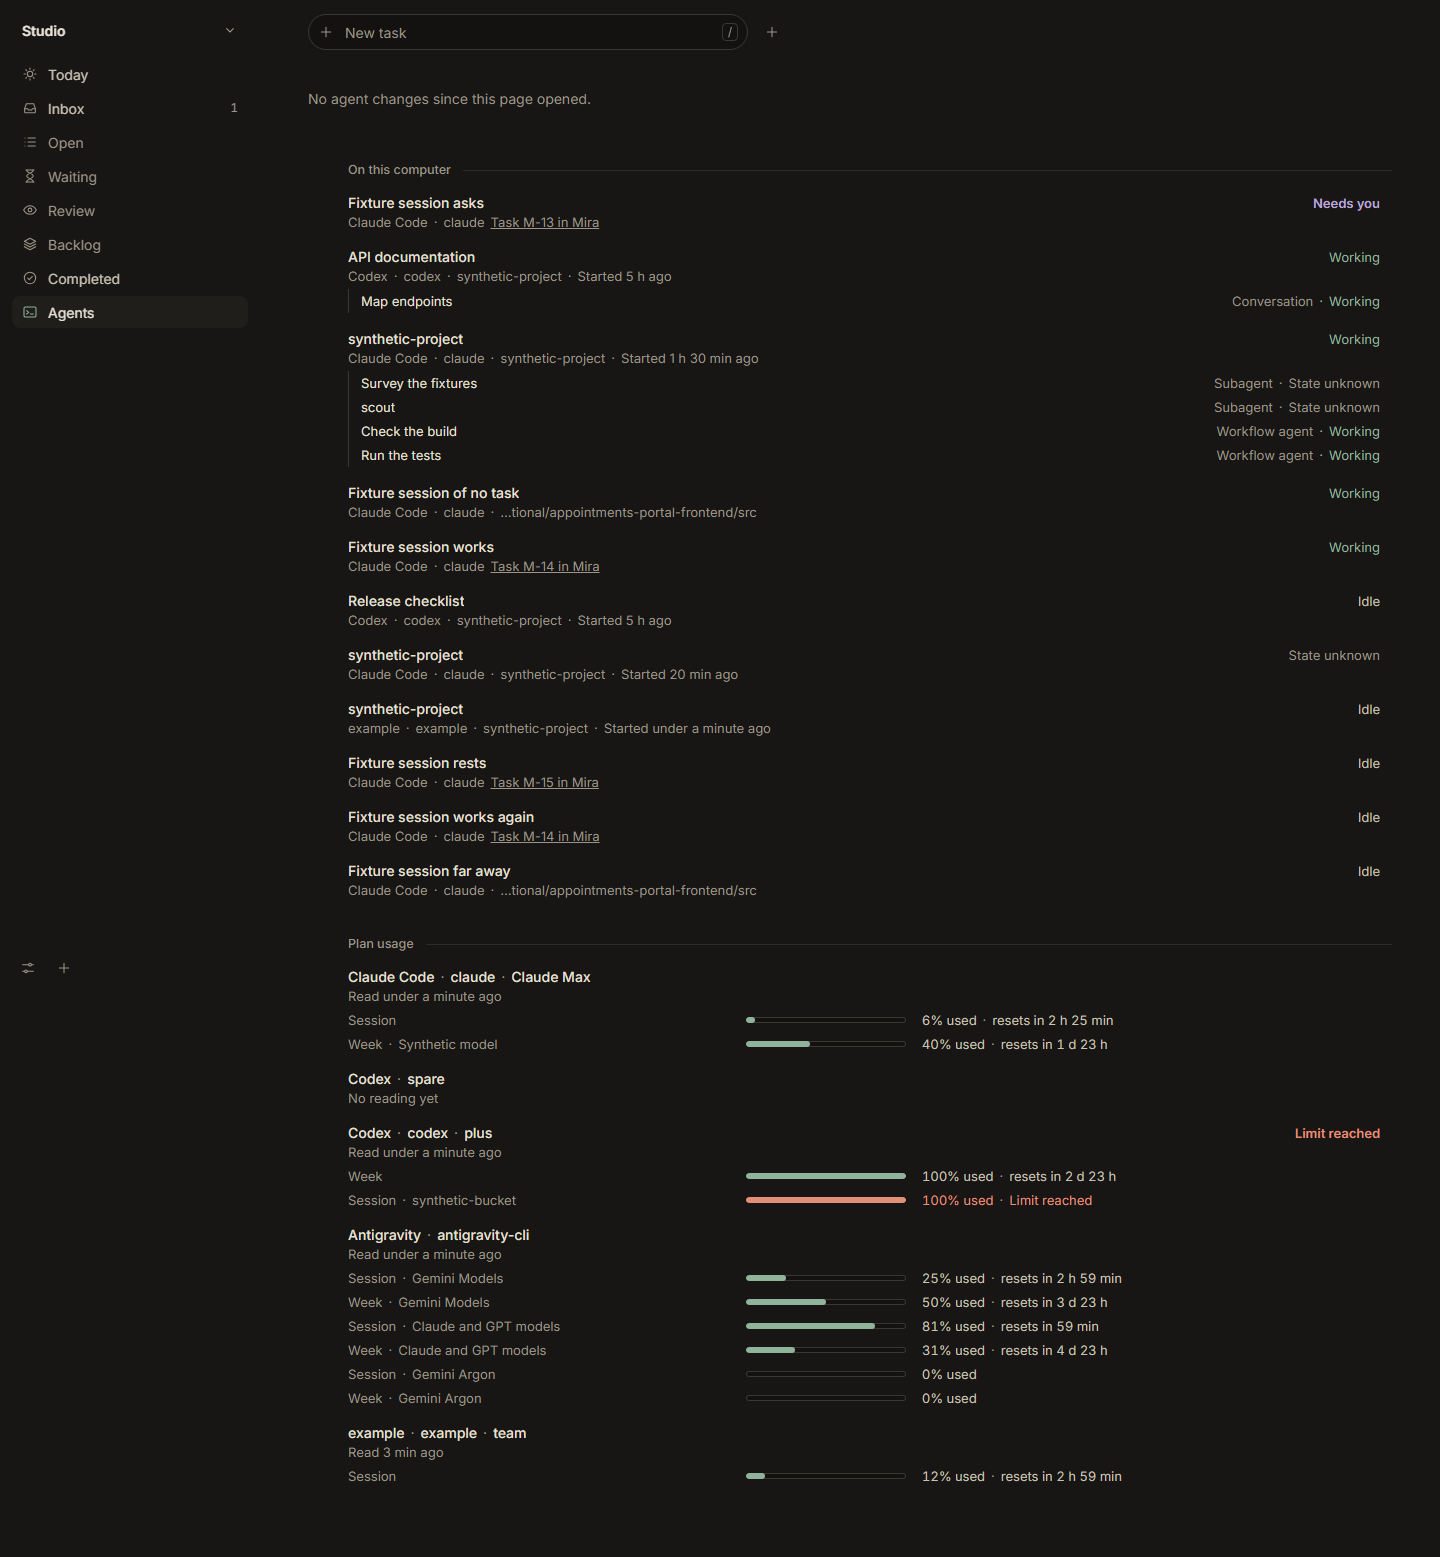 Studio
Today
Inbox 1
Open
Waiting
Review
Backlog
Completed
Agents
New task /
No agent changes since this page opened.
On this computer
Fixture session asks Needs you
Claude Code · claude Task M-13 in Mira
API documentation Working
Codex · codex · synthetic-project · Started 5 h ago
Map endpoints Conversation · Working
synthetic-project Working
Claude Code · claude · synthetic-project · Started 1 h 30 min ago
Survey the fixtures Subagent · State unknown
scout Subagent · State unknown
Check the build Workflow agent · Working
Run the tests Workflow agent · Working
Fixture session of no task Working
Claude Code · claude · ...tional/appointments-portal-frontend/src
Fixture session works Working
Claude Code · claude Task M-14 in Mira
Release checklist Idle
Codex · codex · synthetic-project · Started 5 h ago
synthetic-project State unknown
Claude Code · claude · synthetic-project · Started 20 min ago
synthetic-project Idle
example · example · synthetic-project · Started under a minute ago
Fixture session rests Idle
Claude Code · claude Task M-15 in Mira
Fixture session works again Idle
Claude Code · claude Task M-14 in Mira
Fixture session far away Idle
Claude Code · claude · ...tional/appointments-portal-frontend/src
Plan usage
Claude Code · claude · Claude Max
Read under a minute ago
Session 6% used · resets in 2 h 25 min
Week · Synthetic model 40% used · resets in 1 d 23 h
Codex · spare
No reading yet
Codex · codex · plus Limit reached
Read under a minute ago
Week 100% used · resets in 2 d 23 h
Session · synthetic-bucket 100% used · Limit reached
Antigravity · antigravity-cli
Read under a minute ago
Session · Gemini Models 25% used · resets in 2 h 59 min
Week · Gemini Models 50% used · resets in 3 d 23 h
Session · Claude and GPT models 81% used · resets in 59 min
Week · Claude and GPT models 31% used · resets in 4 d 23 h
Session · Gemini Argon 0% used
Week · Gemini Argon 0% used
example · example · team
Read 3 min ago
Session 12% used · resets in 2 h 59 min